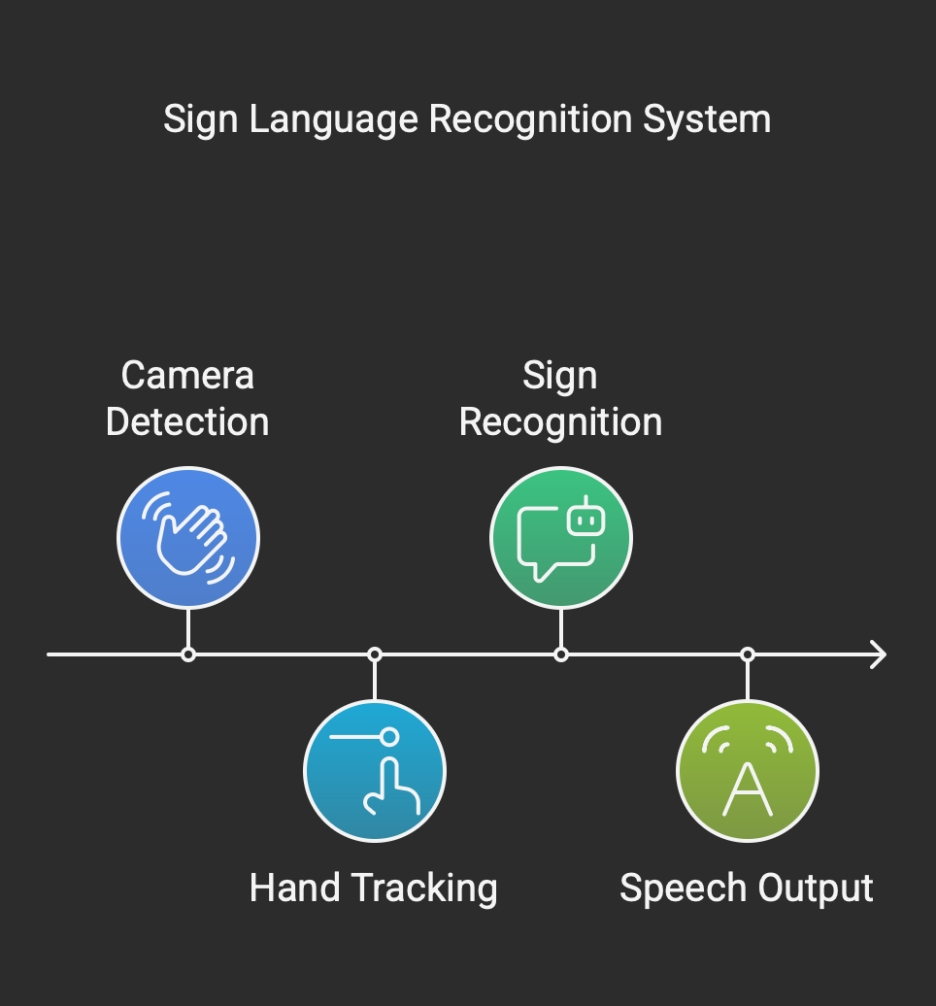 Sign Language Recognition System
Camera
Detection
Sign
Recognition
Hand Tracking
Speech Output